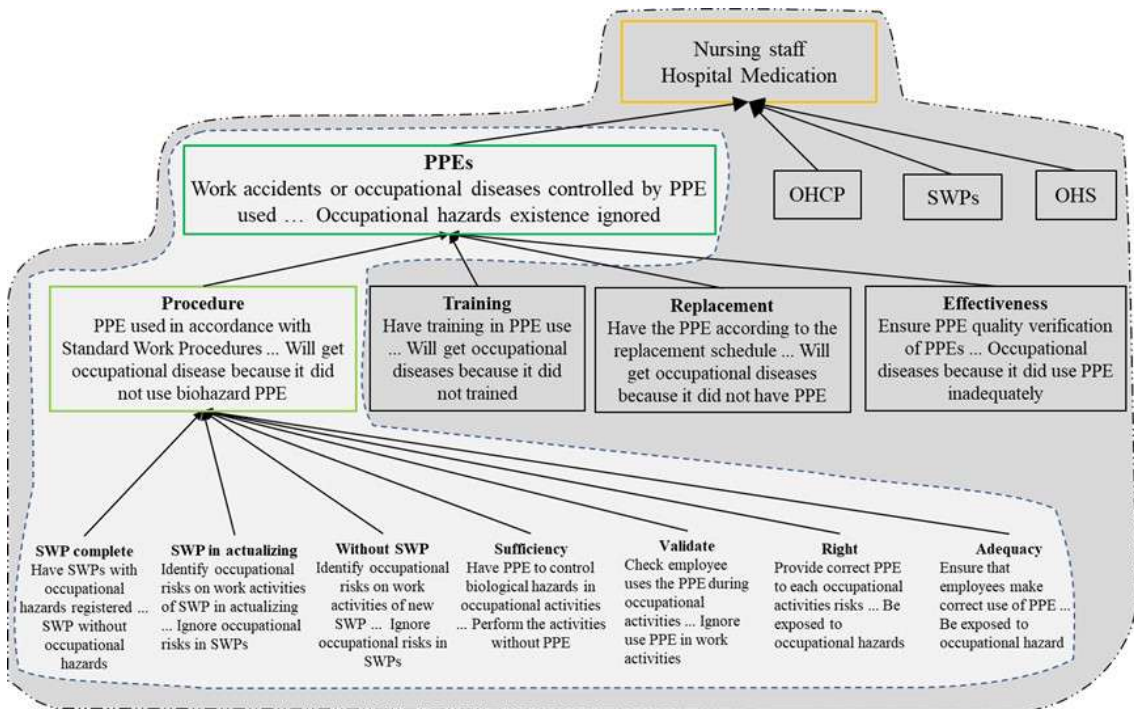 Nursing staff
Hospital Medication
PPEs
Work accidents or occupational diseases controlled by PPE
used … Occupational hazards existence ignored
OHCP
SWPs
OHS
Procedure
PPE used in accordance with
Standard Work Procedures ... Will get
occupational disease because it did
not use biohazard PPE
Training
Have training in PPE use
... Will get occupational
diseases because it did
not trained
Replacement
Have the PPE according to the
replacement schedule ... Will
get occupational diseases
because it did not have PPE
Effectiveness
Ensure PPE quality verification
of PPEs ... Occupational
diseases because it did use PPE
inadequately
SWP complete
Have SWPs with
occupational
hazards registered ...
SWP without
occupational
hazards
SWP in actualizing
Identify occupational
risks on work activities
of SWP in actualizing
... Ignore occupational
risks in SWPs
Without SWP
Identify occupational
risks on work
activities of new
SWP ... Ignore
occupational risks in
SWPs
Sufficiency
Have PPE to control
biological hazards in
occupational activities
... Perform the activities
without PPE
Validate
Check employee
uses the PPE during
occupational
activities ... Ignore
use PPE in work
activities
Right
Provide correct PPE
to each occupational
activities risks ... Be
exposed to
occupational hazards
Adequacy
Ensure that
employees make
correct use of PPE ...
Be exposed to
occupational hazard